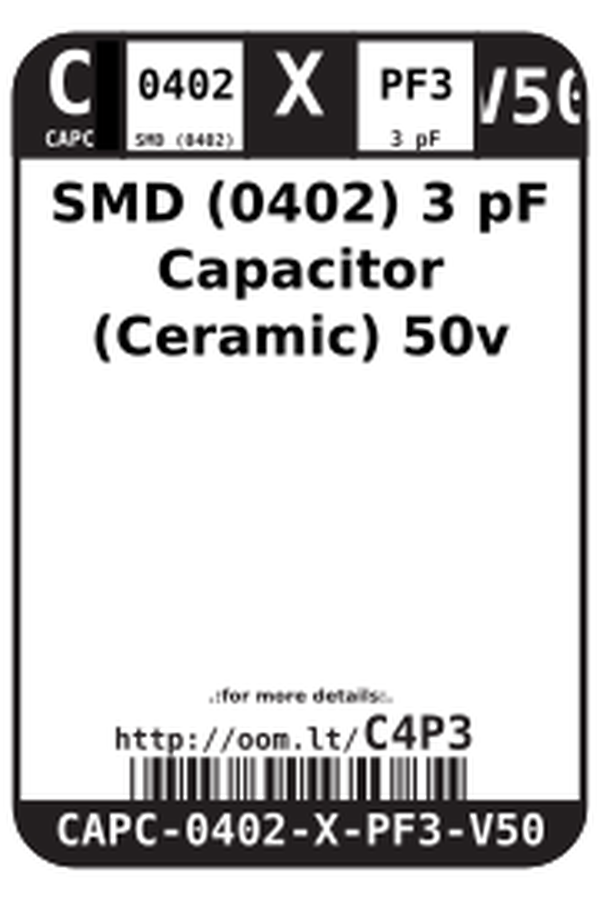 C 0402 X PF3 V50
CAPC SMD (0402) 3 pF
SMD (0402) 3 pF
Capacitor
(Ceramic) 50v
.:for more details:.
http://oom.lt/C4P3
CAPC-0402-X-PF3-V50